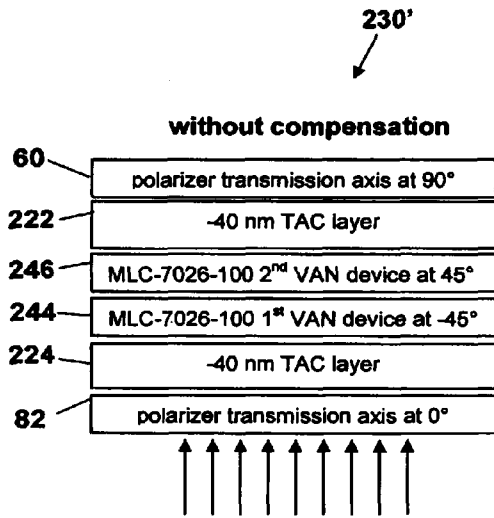 230'
without compensation
60
polarizer transmission axis at 90°
222
-40 nm TAC layer
246
MLC-7026-100 2nd VAN device at 45°
244
MLC-7026-100 1st VAN device at -45°
224
-40 nm TAC layer
82
polarizer transmission axis at 0°